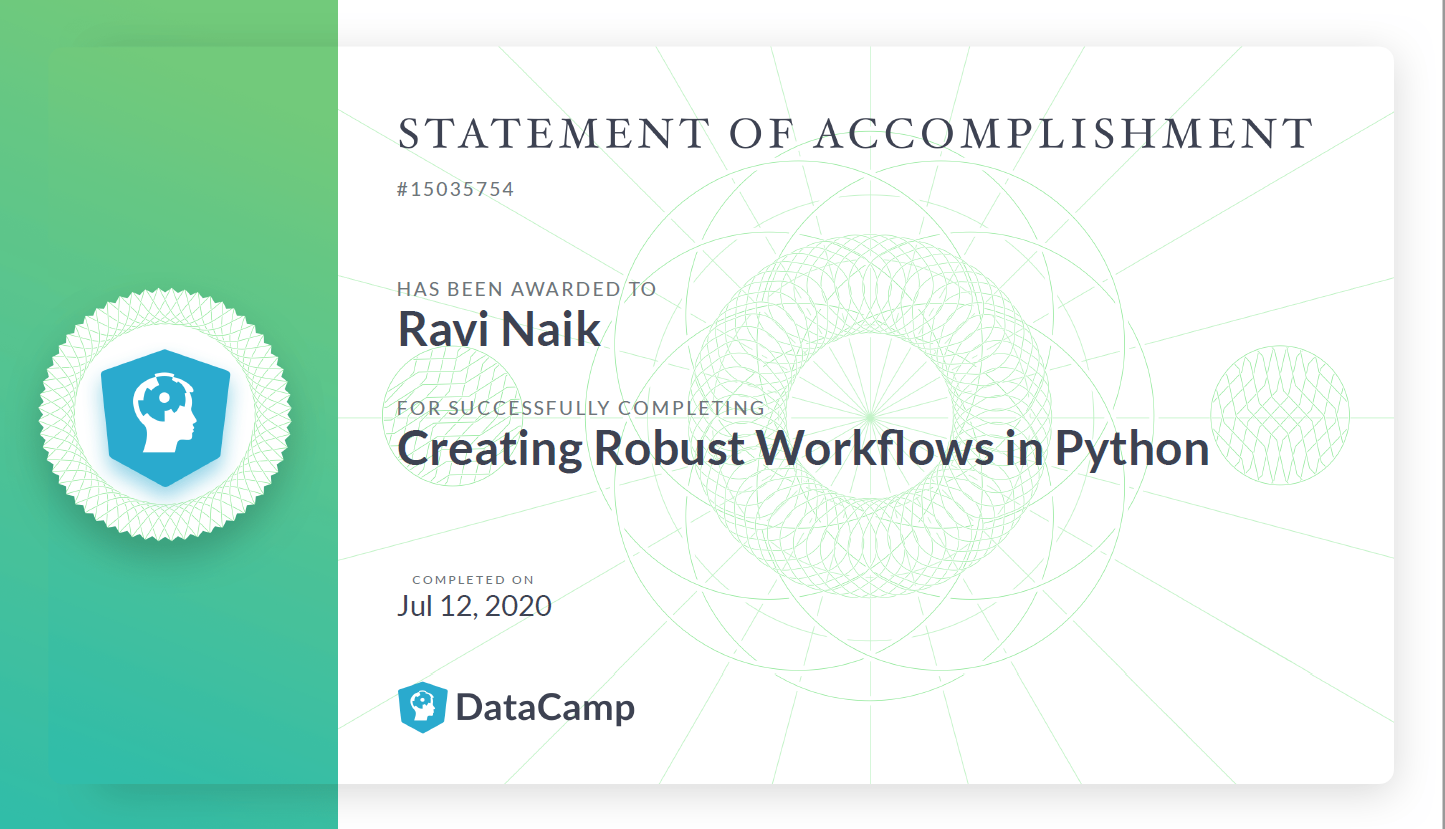 STATEMENT OF ACCOMPLISHMENT
#15035754
HAS BEEN AWARDED TO
Ravi Naik
FOR SUCCESSFULLY COMPLETING
Creating Robust Workflows in Python
COMPLETED ON
Jul 12, 2020
DataCamp